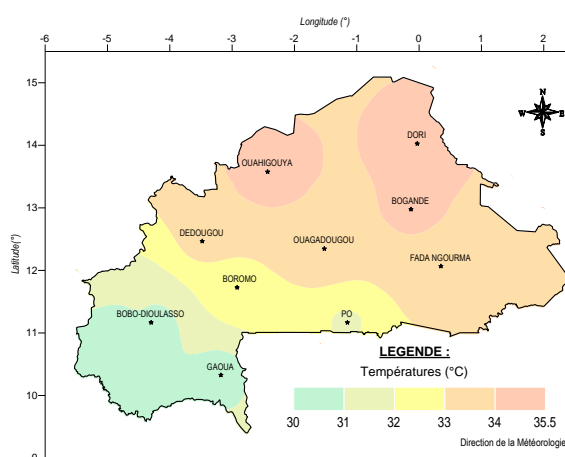 Longitude (°)
-6 -5 -4 -3 -2 -1 0 1 2
15
N
W E
S
14
DORI
OUAHIGOUYA
BOGANDE
13
DEDOUGOU
OUAGADOUGOU
FADA NGOURMA
Latitude(°)
12
BOROMO
BOBO-DIOULASSO
PO
11
LEGENDE :
GAOUA
Températures (°C)
10
30 31 32 33 34 35.5
Direction de la Météorologie